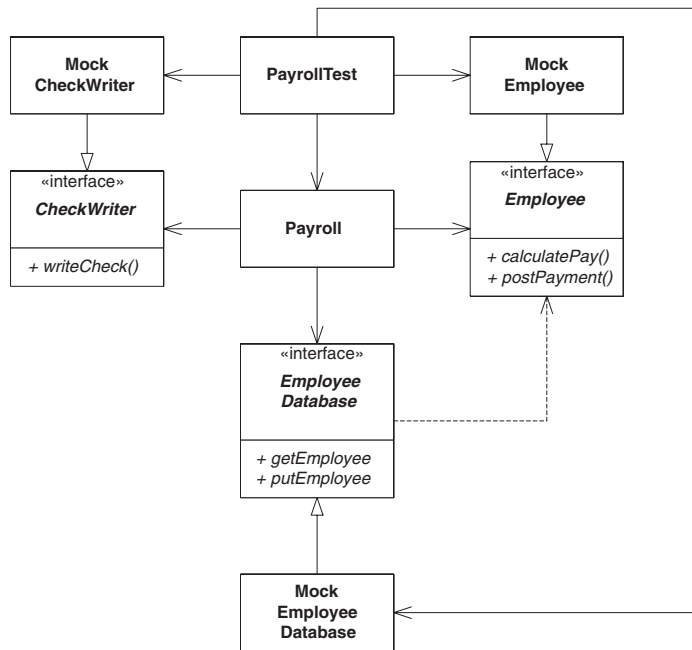 Mock
CheckWriter
PayrollTest
Mock
Employee
«interface»
CheckWriter
+ writeCheck()
Payroll
«interface»
Employee
+ calculatePay()
+ postPayment()
«interface»
Employee
Database
+ getEmployee
+ putEmployee
Mock
Employee
Database